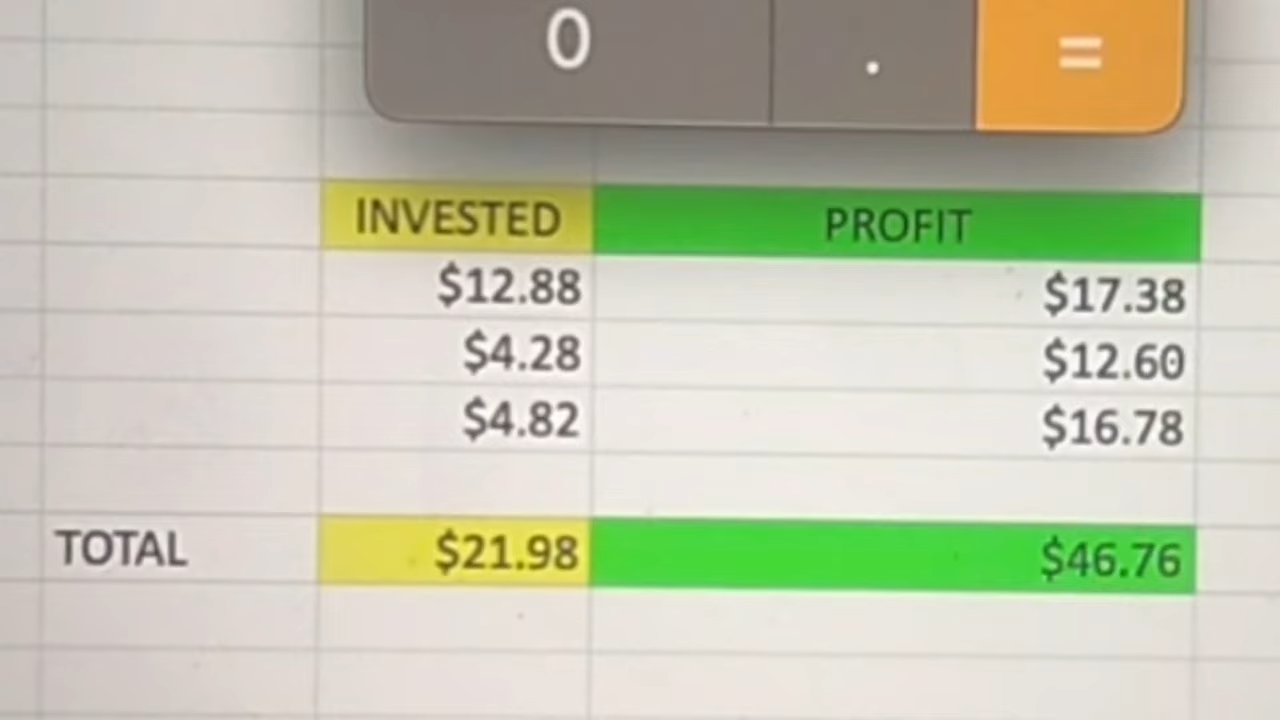 0 . =
INVESTED PROFIT
$12.88 $17.38
$4.28 $12.60
$4.82 $16.78
TOTAL $21.98 $46.76